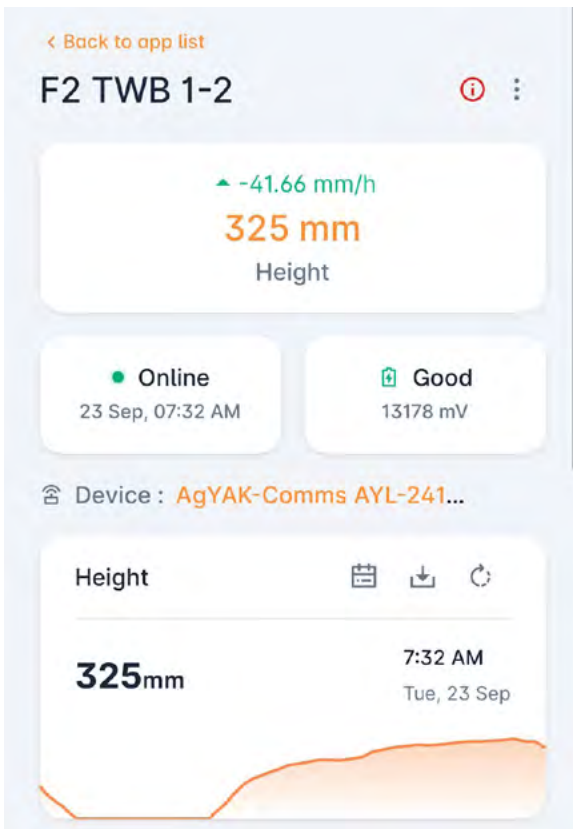 < Back to app list
F2 TWB 1-2
-41.66 mm/h
325 mm
Height
Online
23 Sep, 07:32 AM
Good
13178 mV
Device : AgYAK-Comms AYL-241...
Height
325mm
7:32 AM
Tue, 23 Sep